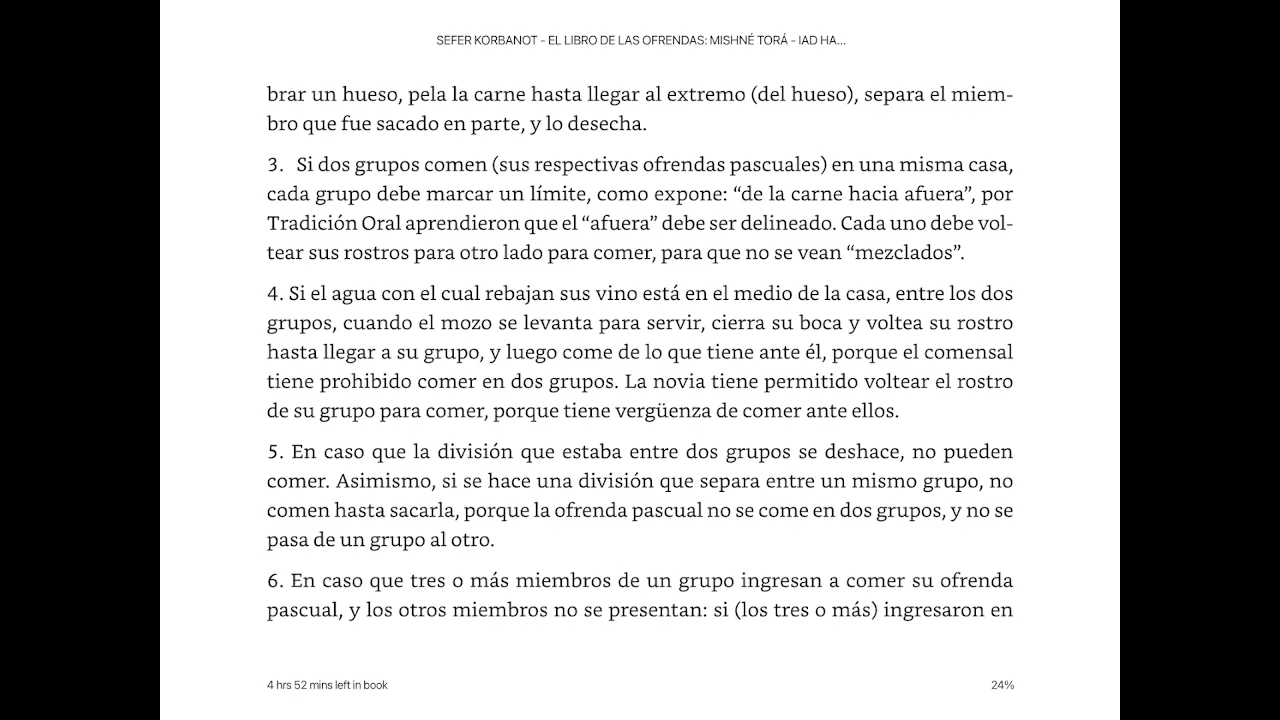 SEFER KORBANOT - EL LIBRO DE LAS OFRENDAS: MISHNÉ TORÁ - IAD HA...
brar un hueso, pela la carne hasta llegar al extremo (del hueso), separa el miem-
bro que fue sacado en parte, y lo desecha.
3. Si dos grupos comen (sus respectivas ofrendas pascuales) en una misma casa,
cada grupo debe marcar un límite, como expone: “de la carne hacia afuera”, por
Tradición Oral aprendieron que el “afuera” debe ser delineado. Cada uno debe vol-
tear sus rostros para otro lado para comer, para que no se vean “mezclados”.
4. Si el agua con el cual rebajan sus vino está en el medio de la casa, entre los dos
grupos, cuando el mozo se levanta para servir, cierra su boca y voltea su rostro
hasta llegar a su grupo, y luego come de lo que tiene ante él, porque el comensal
tiene prohibido comer en dos grupos. La novia tiene permitido voltear el rostro
de su grupo para comer, porque tiene vergüenza de comer ante ellos.
5. En caso que la división que estaba entre dos grupos se deshace, no pueden
comer. Asimismo, si se hace una división que separa entre un mismo grupo, no
comen hasta sacarla, porque la ofrenda pascual no se come en dos grupos, y no se
pasa de un grupo al otro.
6. En caso que tres o más miembros de un grupo ingresan a comer su ofrenda
pascual, y los otros miembros no se presentan: si (los tres o más) ingresaron en
4 hrs 52 mins left in book
24%